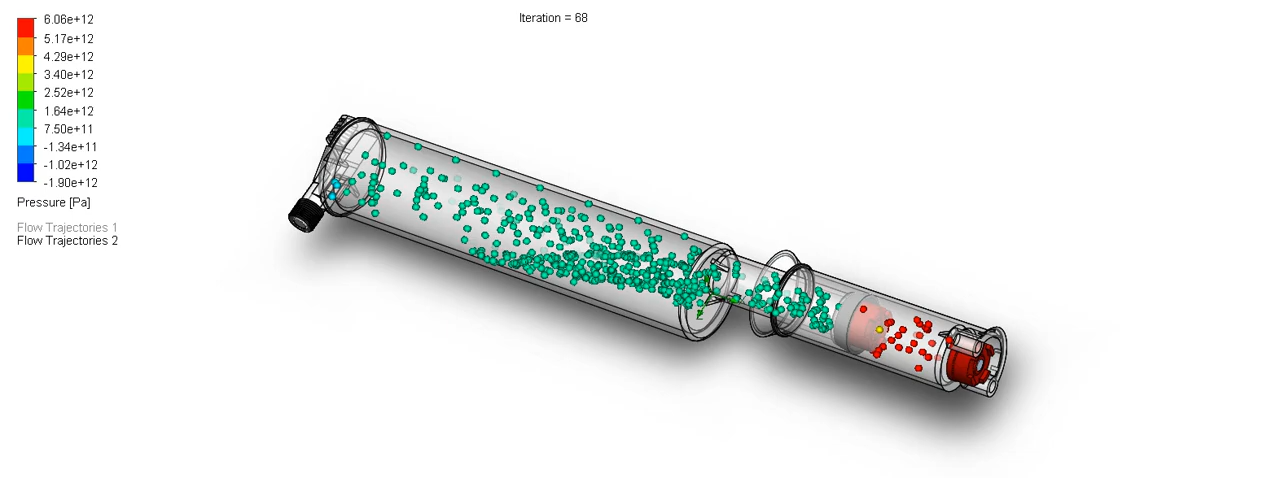 Iteration = 68
6.06e+12
5.17e+12
4.29e+12
3.40e+12
2.52e+12
1.64e+12
7.50e+11
-1.34e+11
-1.02e+12
-1.90e+12
Pressure [Pa]
Flow Trajectories 1
Flow Trajectories 2